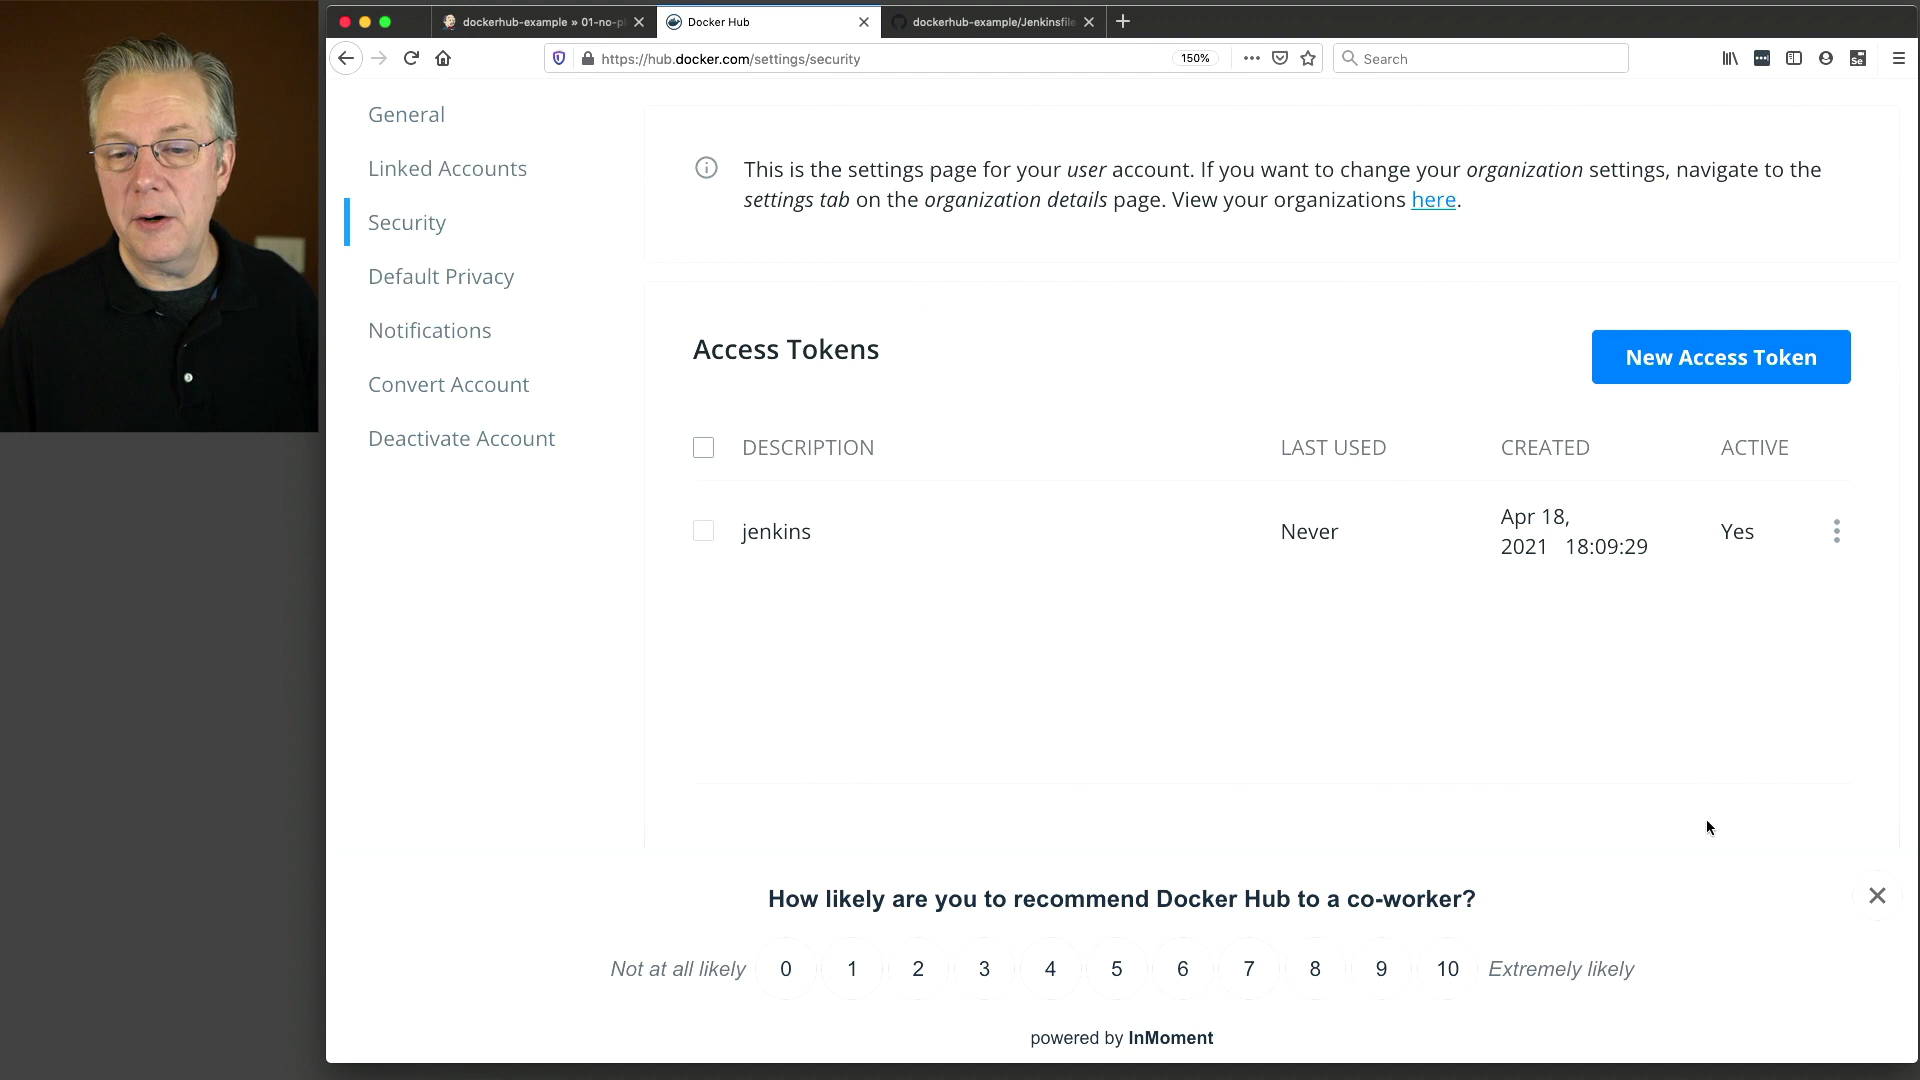 dockerhub-example » 01-no-pl
Docker Hub
dockerhub-example/Jenkinsfile
https://hub.docker.com/settings/security
150%
Search
General
Linked Accounts
Security
Default Privacy
Notifications
Convert Account
Deactivate Account
This is the settings page for your user account. If you want to change your organization settings, navigate to the
settings tab on the organization details page. View your organizations here.
Access Tokens
New Access Token
DESCRIPTION LAST USED CREATED ACTIVE
jenkins Never Apr 18, 2021 18:09:29 Yes
How likely are you to recommend Docker Hub to a co-worker?
Not at all likely 0 1 2 3 4 5 6 7 8 9 10 Extremely likely
powered by InMoment